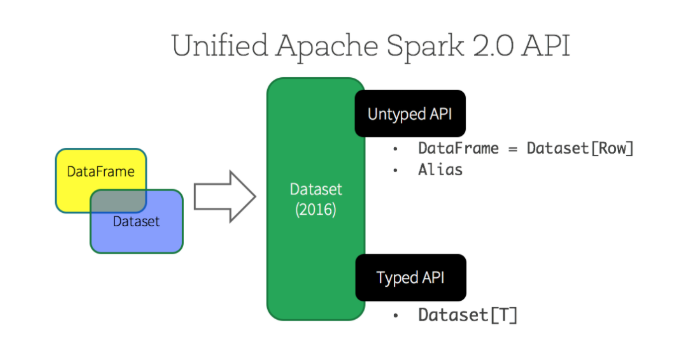 Unified Apache Spark 2.0 API
DataFrame
Dataset
Dataset
(2016)
Untyped API
• DataFrame = Dataset[Row]
• Alias
Typed API
• Dataset[T]